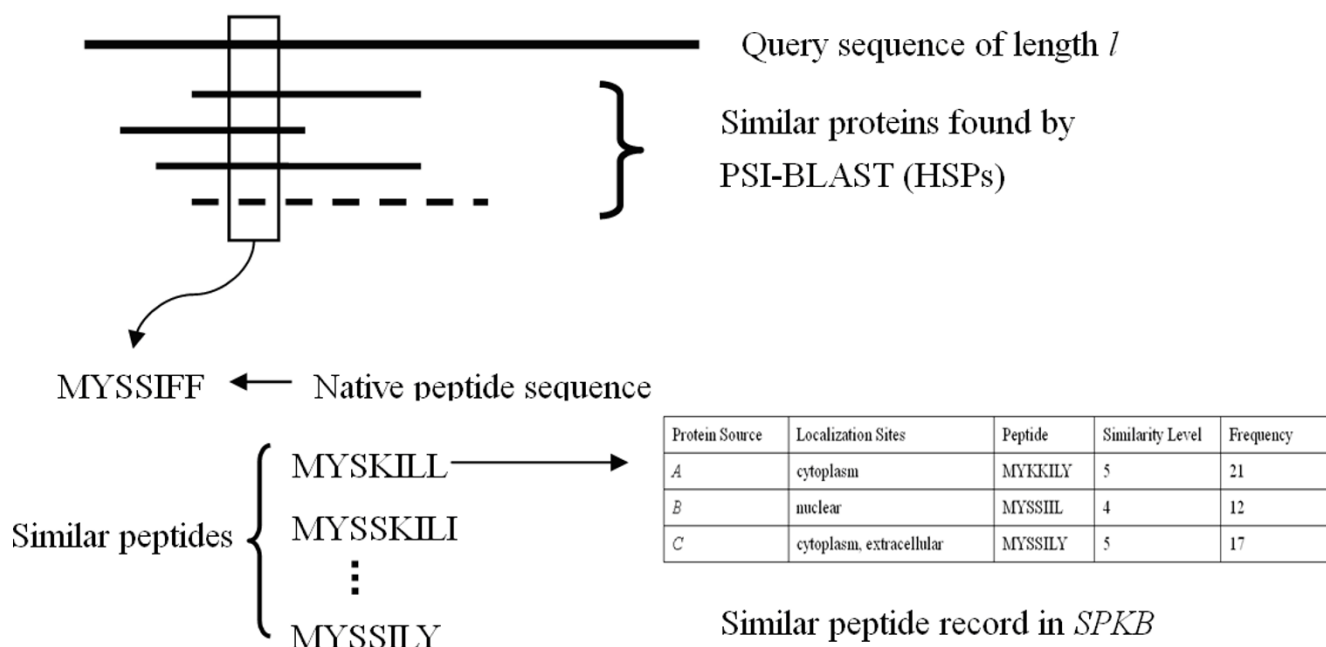 Query sequence of length l
Similar proteins found by
PSI-BLAST (HSPs)
MYSSIFF
Native peptide sequence
Similar peptides
MYSKILL
MYSSKILI
MYSSILY
Protein Source Localization Sites Peptide Similarity Level Frequency
A cytoplasm MYKKILY 5 21
B nuclear MYSSIIL 4 12
C cytoplasm, extracellular MYSSILY 5 17
Similar peptide record in SPKB